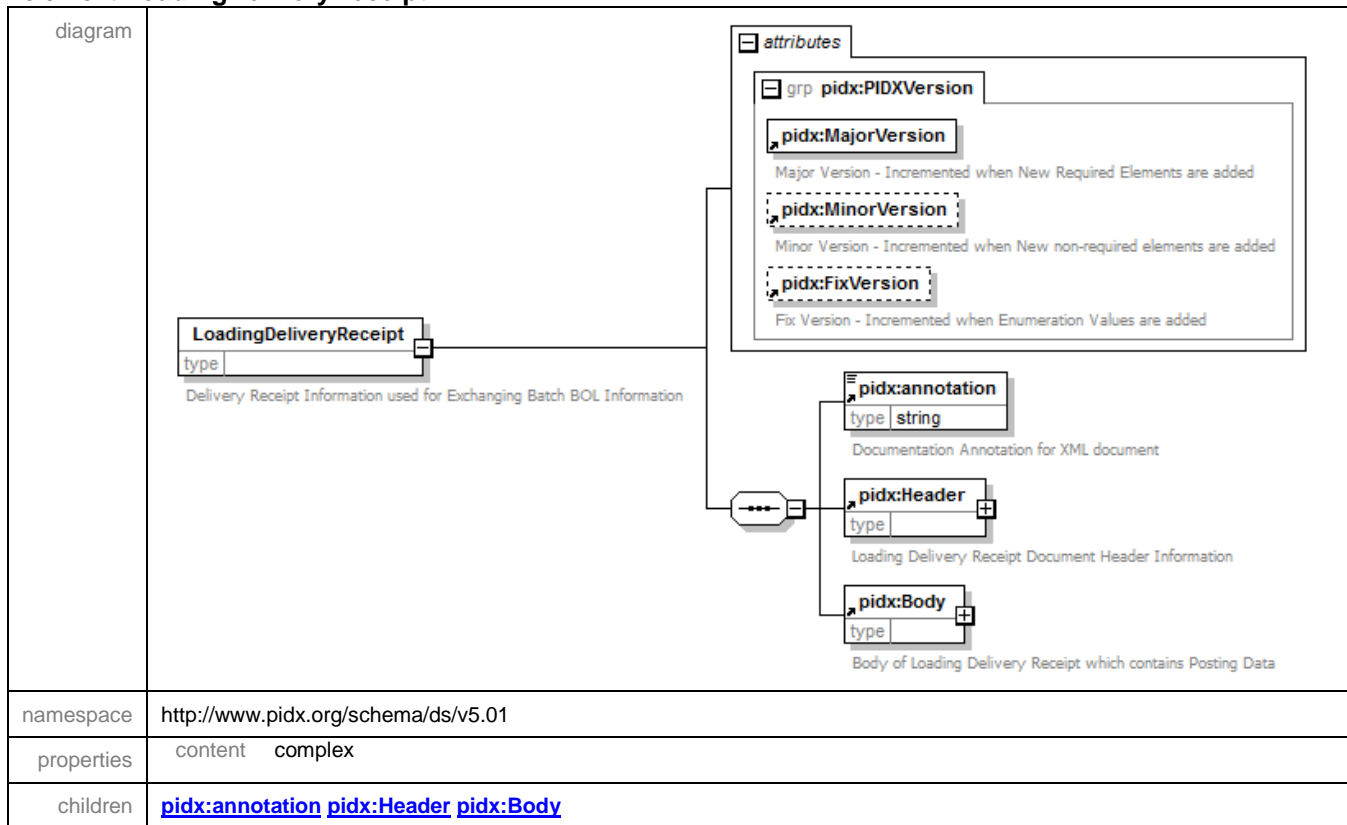 diagram
attributes
grp pidx:PIDXVersion
pidx:MajorVersion
Major Version - Incremented when New Required Elements are added
pidx:MinorVersion
Minor Version - Incremented when New non-required elements are added
pidx:FixVersion
Fix Version - Incremented when Enumeration Values are added
LoadingDeliveryReceipt
type
Delivery Receipt Information used for Exchanging Batch BOL Information
pidx:annotation
type string
Documentation Annotation for XML document
pidx:Header
type
Loading Delivery Receipt Document Header Information
pidx:Body
type
Body of Loading Delivery Receipt which contains Posting Data
namespace http://www.pidx.org/schema/ds/v5.01
properties content complex
children pidx:annotation pidx:Header pidx:Body